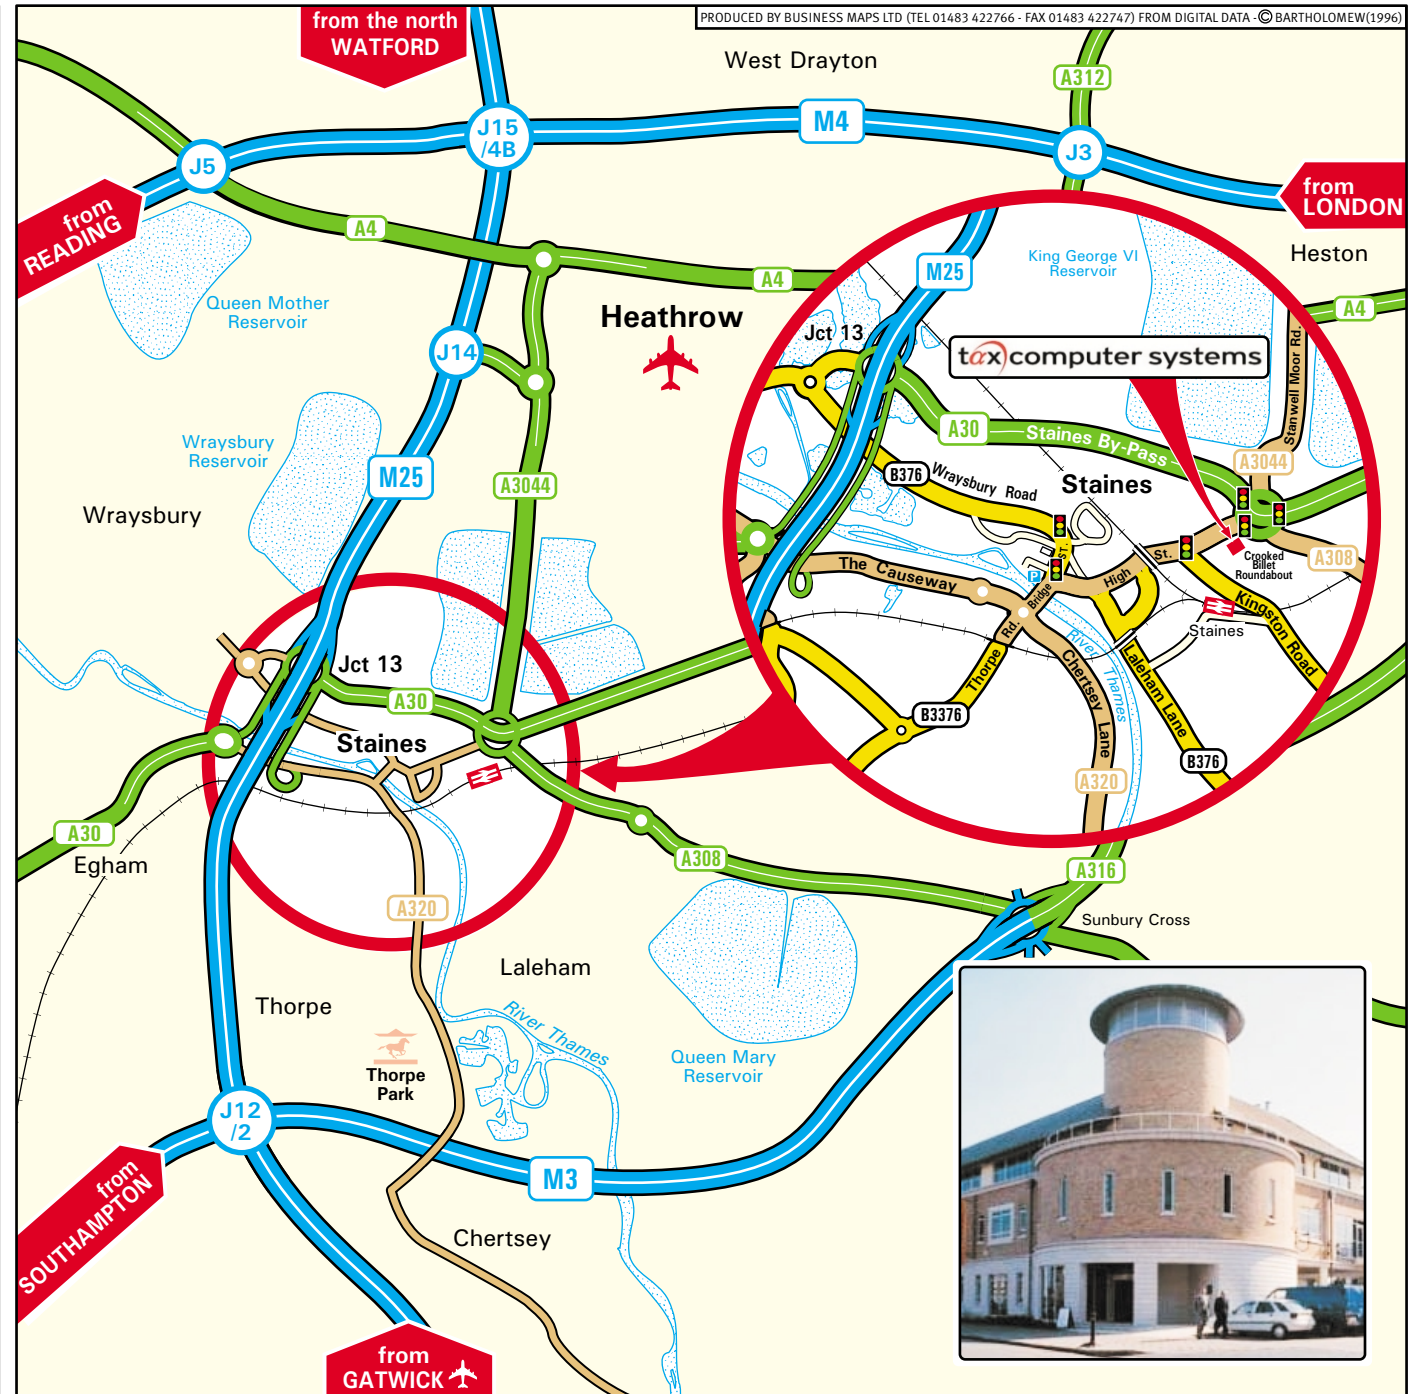 from the north
WATFORD
PRODUCED BY BUSINESS MAPS LTD (TEL 01483 422766 - FAX 01483 422747) FROM DIGITAL DATA - © BARTHOLOMEW(1996)
West Drayton
A312
J15
/4B
M4
J3
J5
from
LONDON
from
READING
A4
Heston
King George VI
Reservoir
M25
A4
A4
Queen Mother
Reservoir
Heathrow
Jct 13
tax computer systems
J14
Stanwell Moor Rd.
A30
Staines By-Pass
Wraysbury
Reservoir
A3044
M25
B376
Wraysbury Road
Staines
A3044
Wraysbury
ST.
St.
Crooked
Billet
Roundabout
A308
The Causeway
P
High
Bridge
Kingston Road
Staines
Rd.
Thorpe
River Thames
Chertsey Lane
Laleham Lane
Jct 13
A30
B3376
Staines
B376
A320
A30
Egham
A308
A316
A320
Sunbury Cross
Laleham
Thorpe
River Thames
Queen Mary
Reservoir
Thorpe
Park
J12
/2
M3
from
SOUTHAMPTON
Chertsey
from
GATWICK